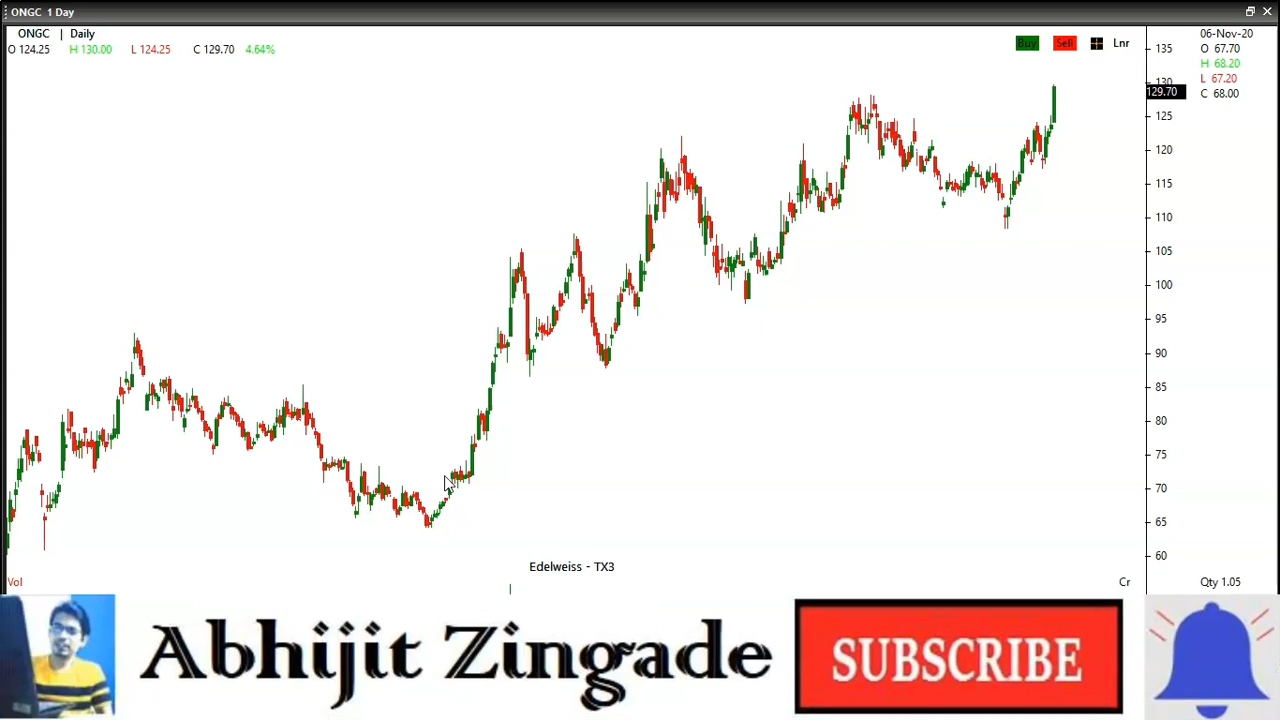 ONGC 1 Day
ONGC | Daily
O 124.25 H 130.00 L 124.25 C 129.70 4.64%
Buy Sell Lnr
06-Nov-20
O 67.70
H 68.20
L 67.20
C 68.00
135
130
129.70
125
120
115
110
105
100
95
90
85
80
75
70
65
60
Edelweiss - TX3
Vol Cr Qty 1.05
Abhijit Zingade SUBSCRIBE